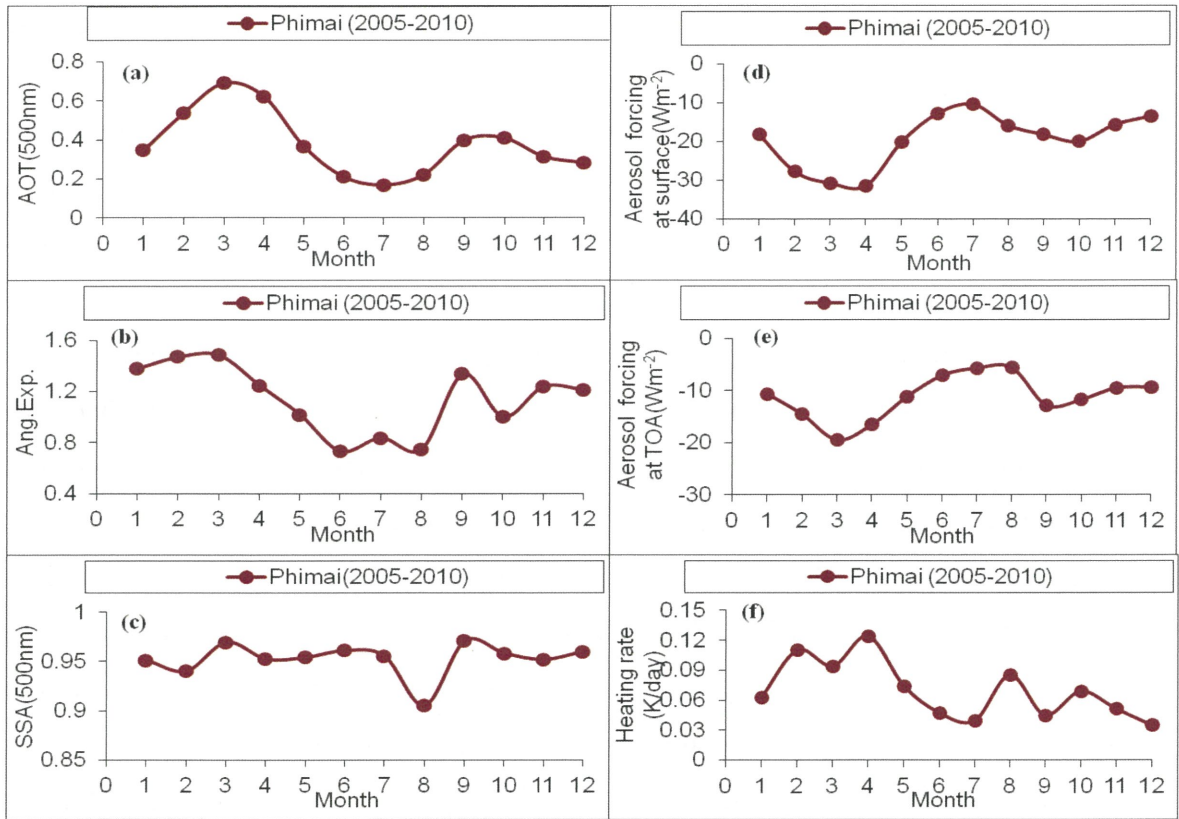 Phimai (2005-2010)
(a)
AOT(500nm)
0.8
0.6
0.4
0.2
0
0 1 2 3 4 5 6 7 8 9 10 11 12
Month
Phimai (2005-2010)
(d)
Aerosol forcing
at surface(Wm⁻²)
0
-10
-20
-30
-40
0 1 2 3 4 5 6 7 8 9 10 11 12
Month
Phimai (2005-2010)
(b)
Ang.Exp.
1.6
1.2
0.8
0.4
0 1 2 3 4 5 6 7 8 9 10 11 12
Month
Phimai (2005-2010)
(e)
Aerosol forcing
at TOA(Wm⁻²)
0
-10
-20
-30
0 1 2 3 4 5 6 7 8 9 10 11 12
Month
Phimai(2005-2010)
(c)
SSA(500nm)
1
0.95
0.9
0.85
0 1 2 3 4 5 6 7 8 9 10 11 12
Month
Phimai (2005-2010)
(f)
Heating rate
(K/day)
0.15
0.12
0.09
0.06
0.03
0
0 1 2 3 4 5 6 7 8 9 10 11 12
Month